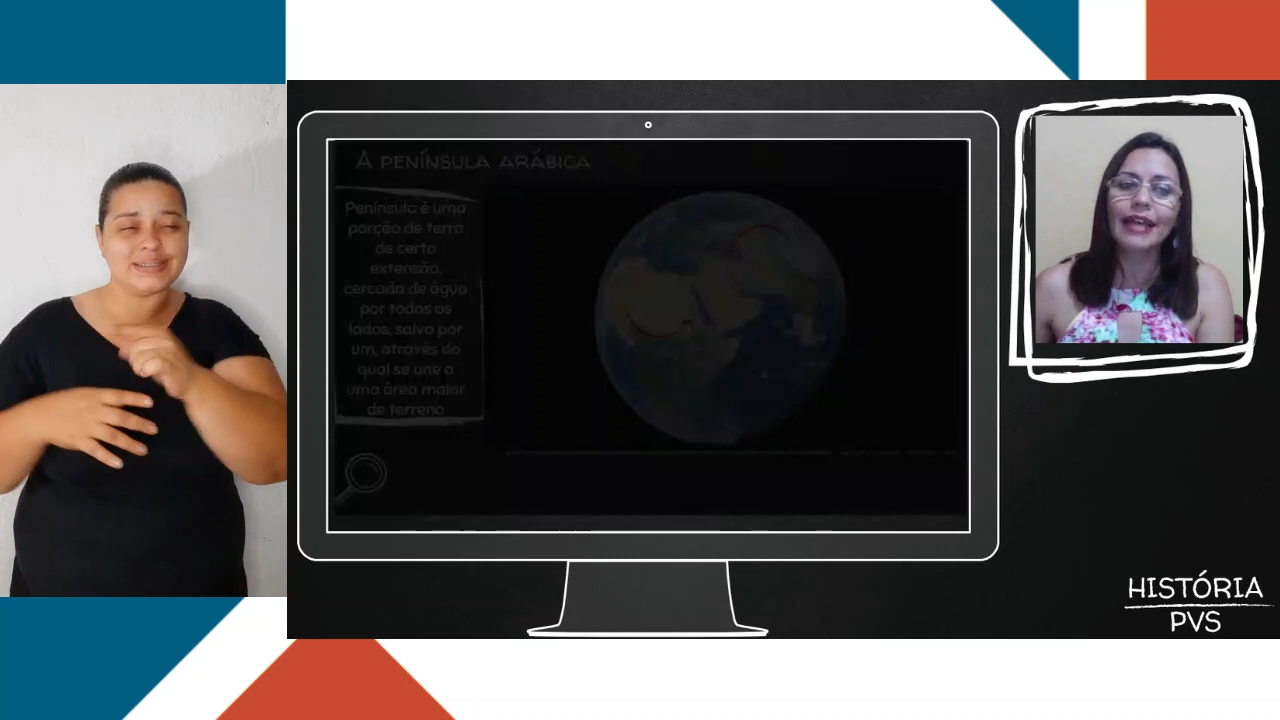 A PENÍNSULA ARÁBICA
Península é uma
porção de terra
de certa
extensão,
cercada de água
por todos os
lados, salvo por
um, através do
qual se une a
uma área maior
de terreno
HISTÓRIA
PVS